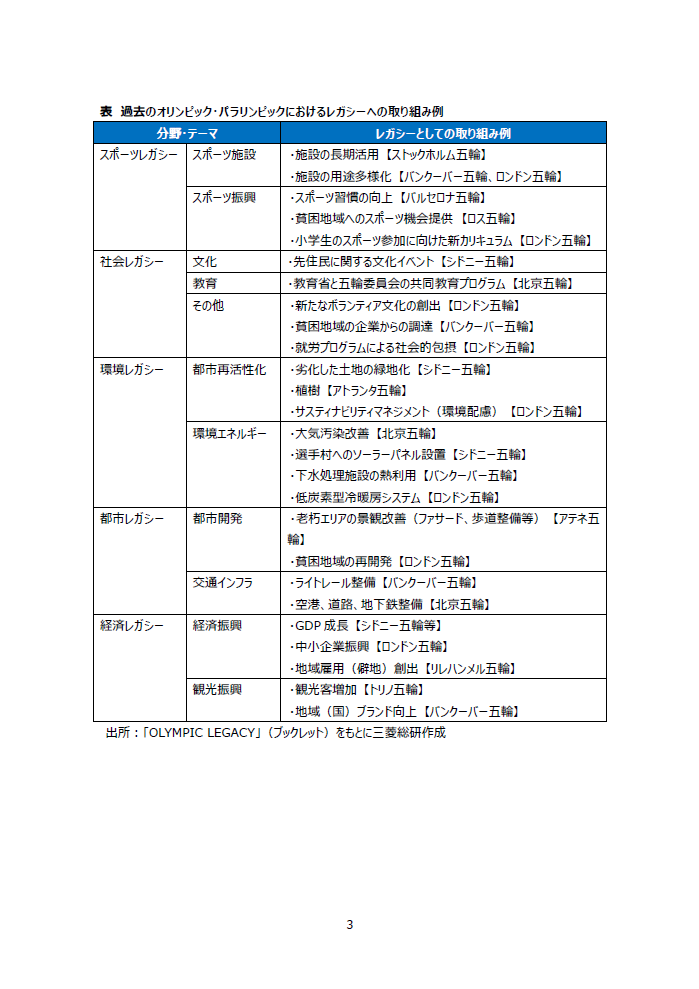 表 過去のオリンピック・パラリンピックにおけるレガシーへの取り組み例
分野・テーマ レガシーとしての取り組み例
スポーツレガシー スポーツ施設 ・施設の長期活用【ストックホルム五輪】
・施設の用途多様化【バンクーバー五輪、ロンドン五輪】
スポーツ振興 ・スポーツ習慣の向上【バルセロナ五輪】
・貧困地域へのスポーツ機会提供 【ロス五輪】
・小学生のスポーツ参加に向けた新カリキュラム【ロンドン五輪】
社会レガシー 文化 ・先住民に関する文化イベント【シドニー五輪】
教育 ・教育省と五輪委員会の共同教育プログラム【北京五輪】
その他 ・新たなボランティア文化の創出【ロンドン五輪】
・貧困地域の企業からの調達【バンクーバー五輪】
・就労プログラムによる社会的包摂【ロンドン五輪】
環境レガシー 都市再活性化 ・劣化した土地の緑地化【シドニー五輪】
・植樹【アトランタ五輪】
・サスティナビリティマネジメント（環境配慮）【ロンドン五輪】
環境エネルギー ・大気汚染改善【北京五輪】
・選手村へのソーラーパネル設置【シドニー五輪】
・下水処理施設の熱利用【バンクーバー五輪】
・低炭素型冷暖房システム【ロンドン五輪】
都市レガシー 都市開発 ・老朽エリアの景観改善（ファサード、歩道整備等）【アテネ五
輪】
・貧困地域の再開発【ロンドン五輪】
交通インフラ ・ライトレール整備【バンクーバー五輪】
・空港、道路、地下鉄整備【北京五輪】
経済レガシー 経済振興 ・GDP 成長【シドニー五輪等】
・中小企業振興【ロンドン五輪】
・地域雇用（僻地）創出【リレハンメル五輪】
観光振興 ・観光客増加【トリノ五輪】
・地域（国）ブランド向上【バンクーバー五輪】
出所：「OLYMPIC LEGACY」（ブックレット）をもとに三菱総研作成
3